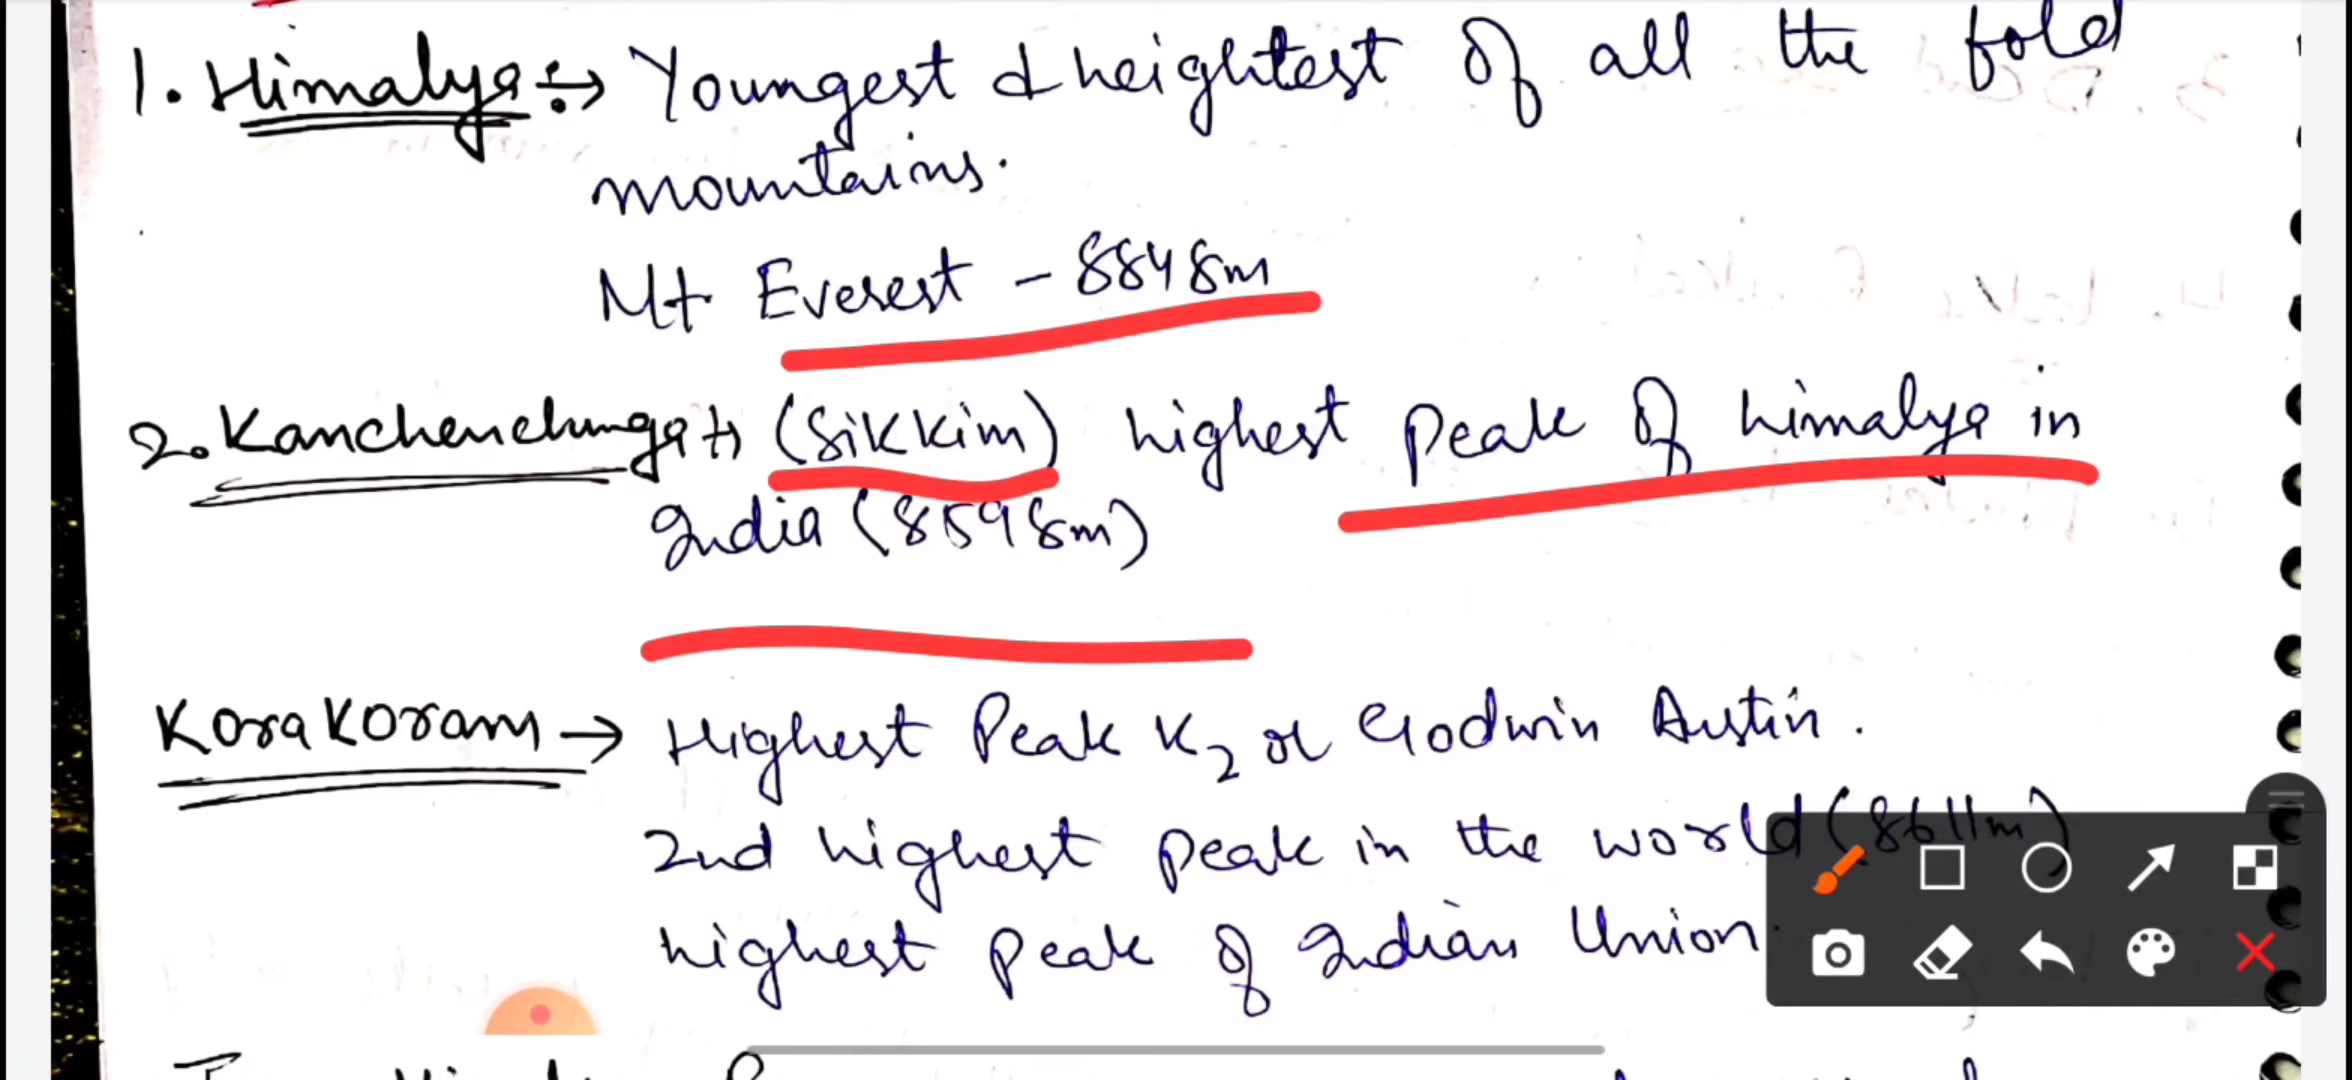 1. Himalya :→ Youngest & heightest of all the fold
mountains.
Mt Everest - 8848m
2. Kanchenchunga → (Sikkim) highest Peak of himalya in
India (8598m)
Korakoram → Highest Peak K2 or Godwin Austin.
2nd highest peak in the world (8611m)
highest peak of Indian Union